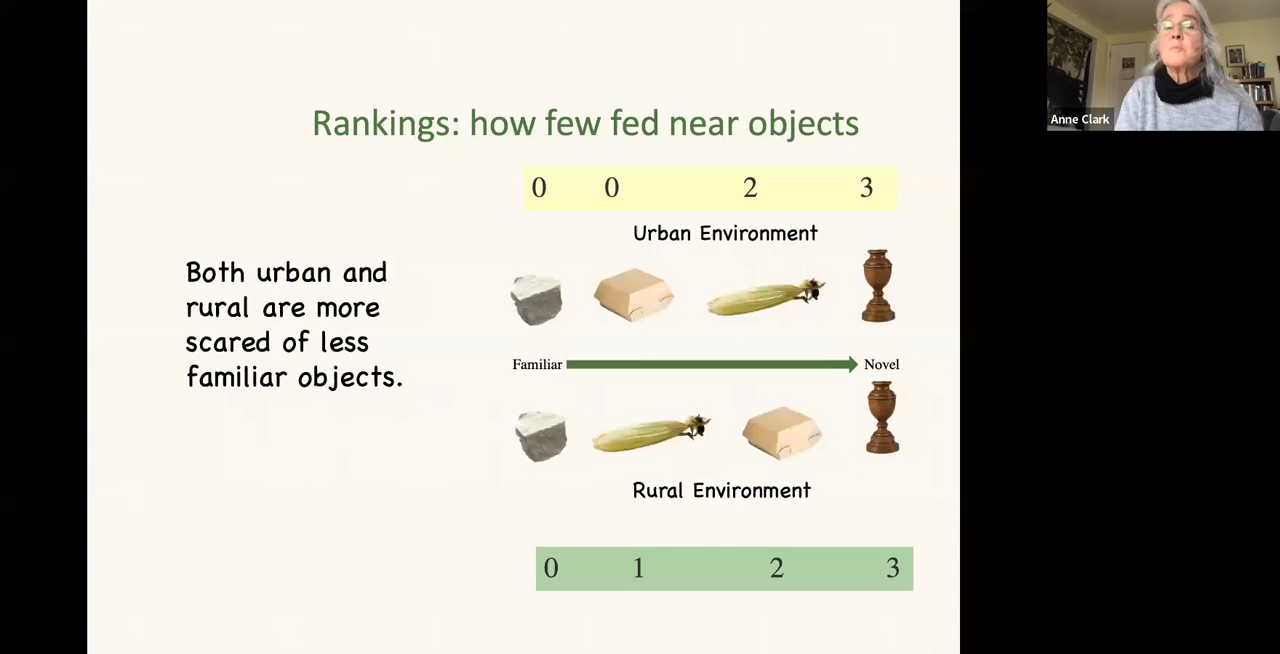 Rankings: how few fed near objects
0 0 2 3
Urban Environment
Both urban and
rural are more
scared of less
familiar objects.
Familiar Novel
Rural Environment
0 1 2 3
Anne Clark